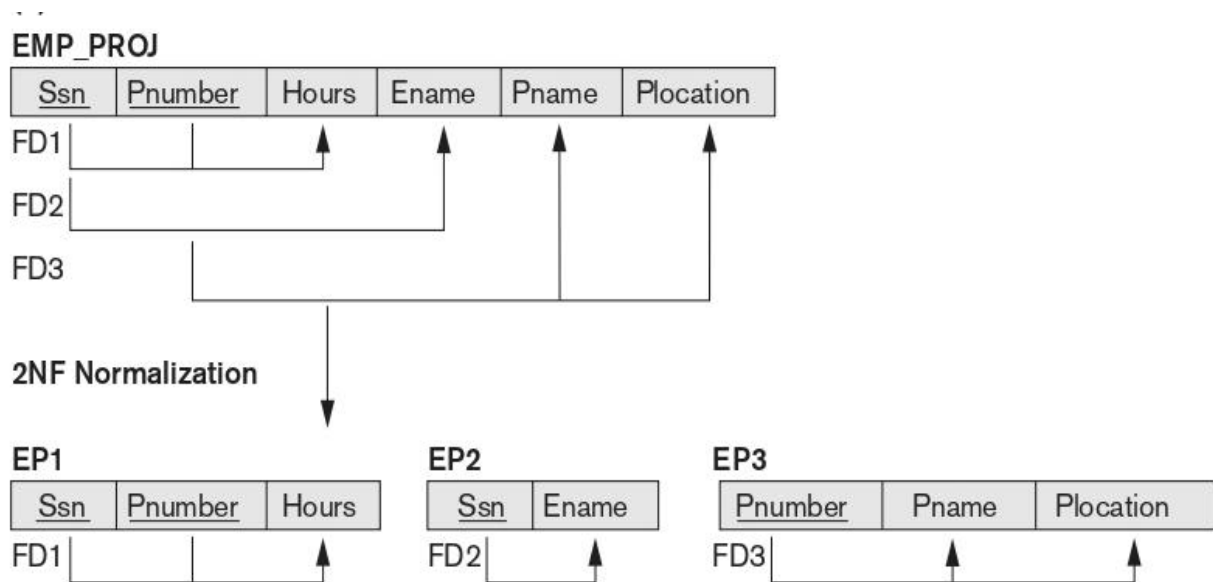 EMP_PROJ
Ssn Pnumber Hours Ename Pname Plocation
FD1
FD2
FD3
2NF Normalization
EP1 EP2 EP3
Ssn Pnumber Hours Ssn Ename Pnumber Pname Plocation
FD1 FD2 FD3